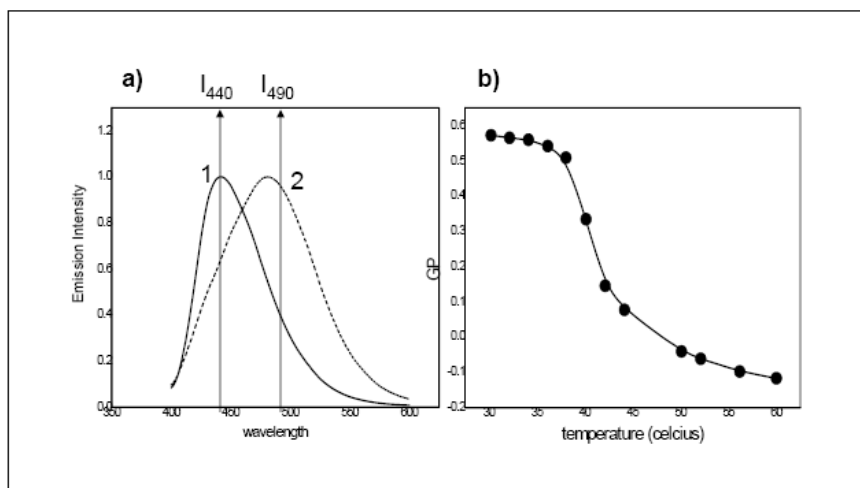 a)
I440 I490
1.2
1.0
0.8
0.6
0.4
0.2
0.0
1
2
Emission Intensity
350 400 450 500 550 600
wavelength
b)
0.6
0.5
0.4
0.3
0.2
0.1
0.0
-0.1
-0.2
GP
30 35 40 45 50 55 60
temperature (celcius)